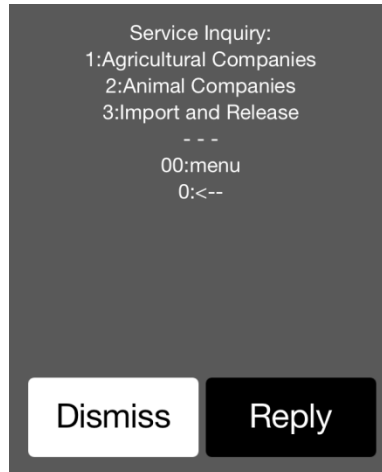 Service Inquiry:
1:Agricultural Companies
2:Animal Companies
3:Import and Release
- - -
00:menu
0:<--
Dismiss
Reply